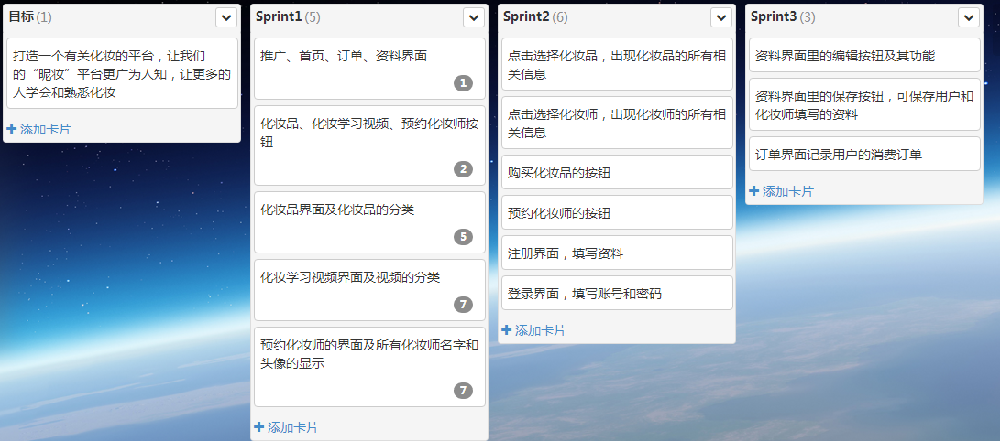 目标 (1)
打造一个有关化妆的平台，让我们
的“昵妆”平台更广为人知，让更多的
人学会和熟悉化妆
添加卡片
Sprint1 (5)
推广、首页、订单、资料界面
1
化妆品、化妆学习视频、预约化妆师按
钮
2
化妆品界面及化妆品的分类
5
化妆学习视频界面及视频的分类
7
预约化妆师的界面及所有化妆师名字和
头像的显示
7
添加卡片
Sprint2 (6)
点击选择化妆品，出现化妆品的所有相
关信息
点击选择化妆师，出现化妆师的所有相
关信息
购买化妆品的按钮
预约化妆师的按钮
注册界面，填写资料
登录界面，填写账号和密码
添加卡片
Sprint3 (3)
资料界面里的编辑按钮及其功能
资料界面里的保存按钮，可保存用户和
化妆师填写的资料
订单界面记录用户的消费订单
添加卡片